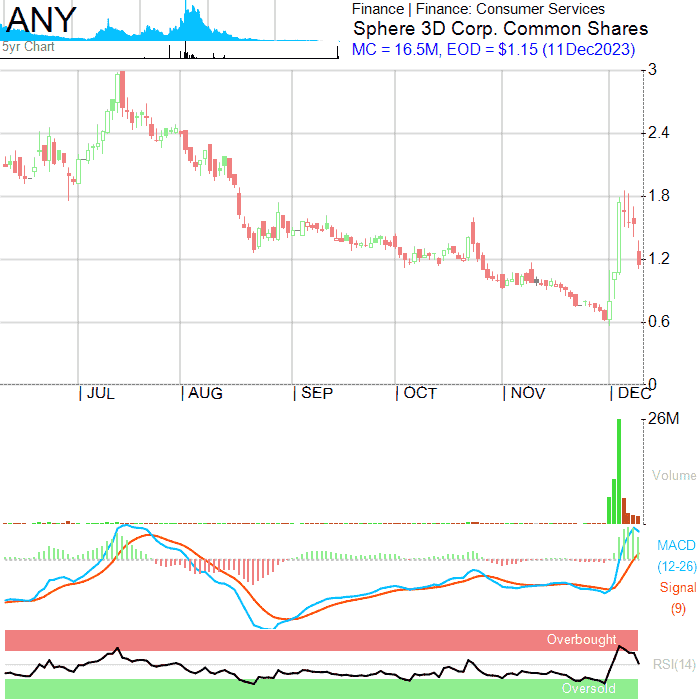 ANY
5yr Chart
Finance | Finance: Consumer Services
Sphere 3D Corp. Common Shares
MC = 16.5M, EOD = $1.15 (11Dec2023)
3
2.4
1.8
1.2
0.6
0
JUL AUG SEP OCT NOV DEC
26M
Volume
MACD
(12-26)
Signal
(9)
Overbought
RSI(14)
Oversold